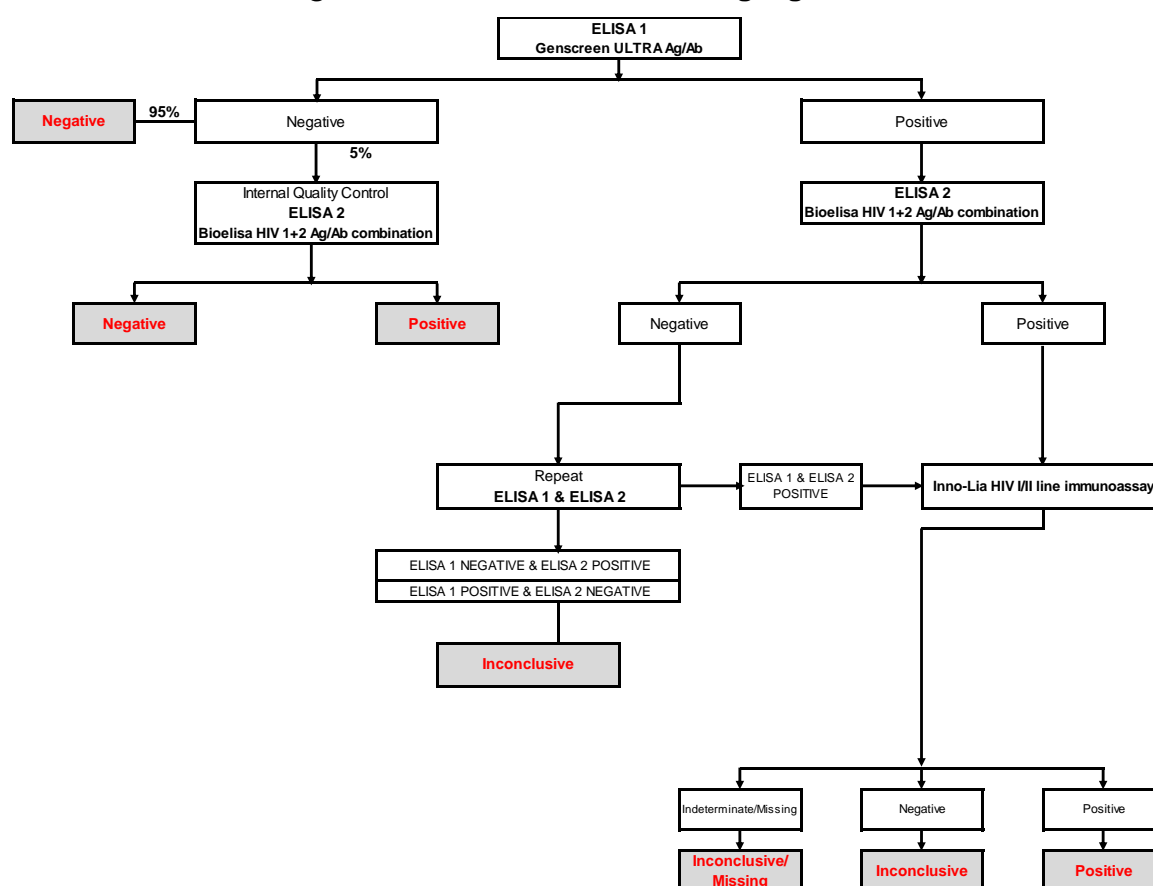 ELISA 1
Genscreen ULTRA Ag/Ab
Negative
95%
Negative
Positive
5%
Internal Quality Control
ELISA 2
Bioelisa HIV 1+2 Ag/Ab combination
ELISA 2
Bioelisa HIV 1+2 Ag/Ab combination
Negative
Positive
Negative
Positive
Repeat
ELISA 1 & ELISA 2
ELISA 1 & ELISA 2
POSITIVE
Inno-Lia HIV I/II line immunoassay
ELISA 1 NEGATIVE & ELISA 2 POSITIVE
ELISA 1 POSITIVE & ELISA 2 NEGATIVE
Inconclusive
Indeterminate/Missing
Negative
Positive
Inconclusive/
Missing
Inconclusive
Positive